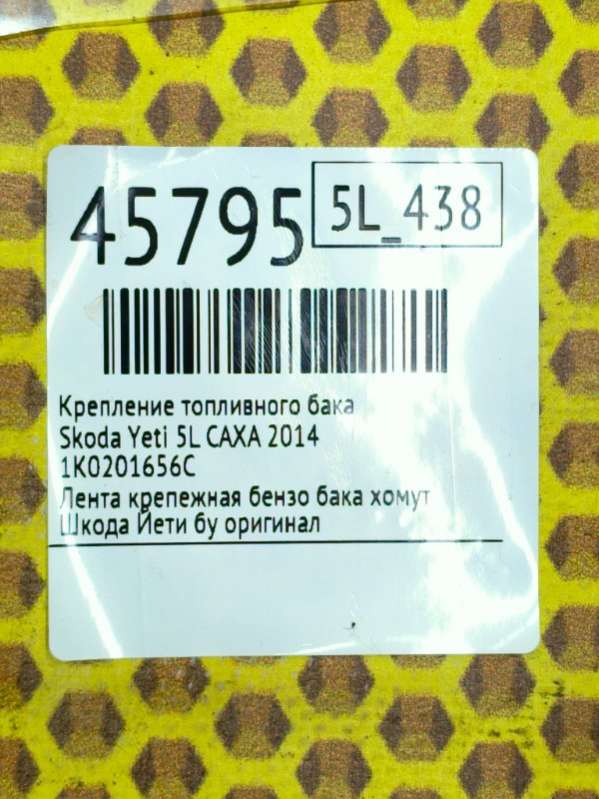 45795
5L_438
Крепление топливного бака
Skoda Yeti 5L CAXA 2014
1K0201656C
Лента крепежная бензо бака хомут
Шкода Йети бу оригинал